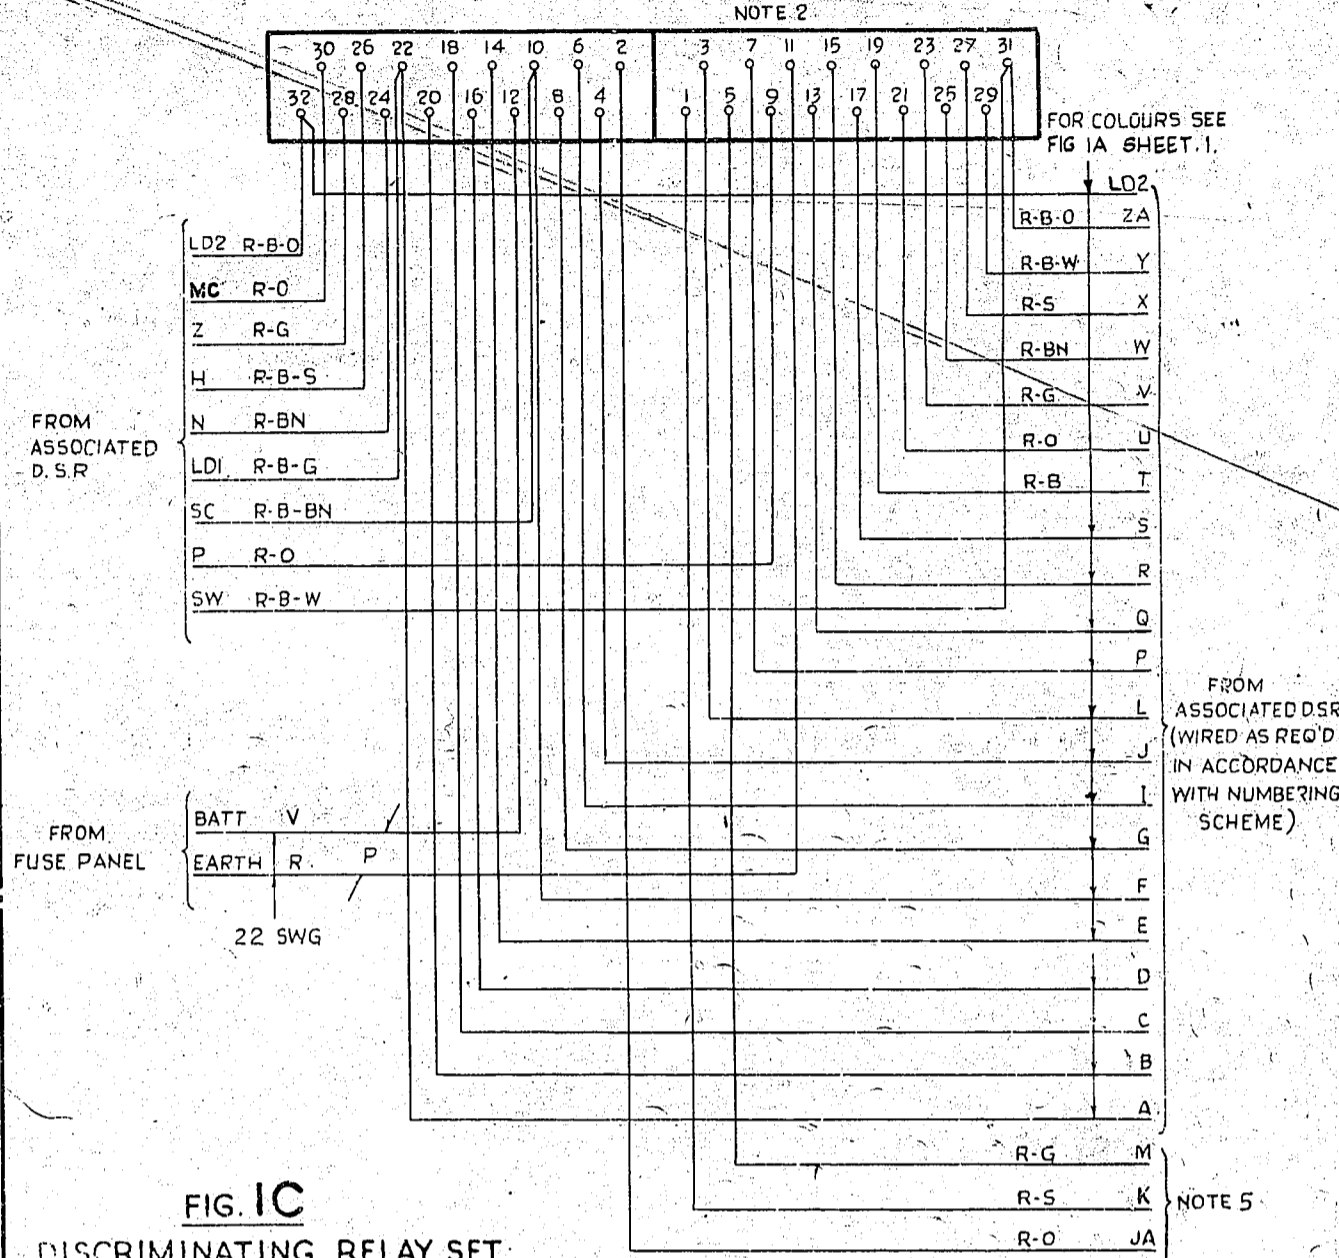 NOTE 2
30 26 22 18 14 10 6 2 3 7 11 15 19 23 27 31
32 28 24 20 16 12 8 4 1 5 9 13 17 21 25 29
FOR COLOURS SEE
FIG 1A SHEET.1.
LD2
R-B-O ZA
R-B-W Y
R-S X
R-BN W
R-G V
R-O U
R-B T
S
R
Q
P
L
J
I
G
F
E
D
C
B
A
FROM
ASSOCIATED D.S.R
(WIRED AS REQ'D
IN ACCORDANCE
WITH NUMBERING
SCHEME)
R-G M
R-S K
R-O JA
NOTE 5
FROM
ASSOCIATED
D.S.R
LD2 R-B-O
MC R-O
Z R-G
H R-B-S
N R-BN
LD1 R-B-G
SC R-B-BN
P R-O
SW R-B-W
FROM
FUSE PANEL
BATT V
EARTH R P
22 SWG
FIG. 1C
DISCRIMINATING RELAY SET